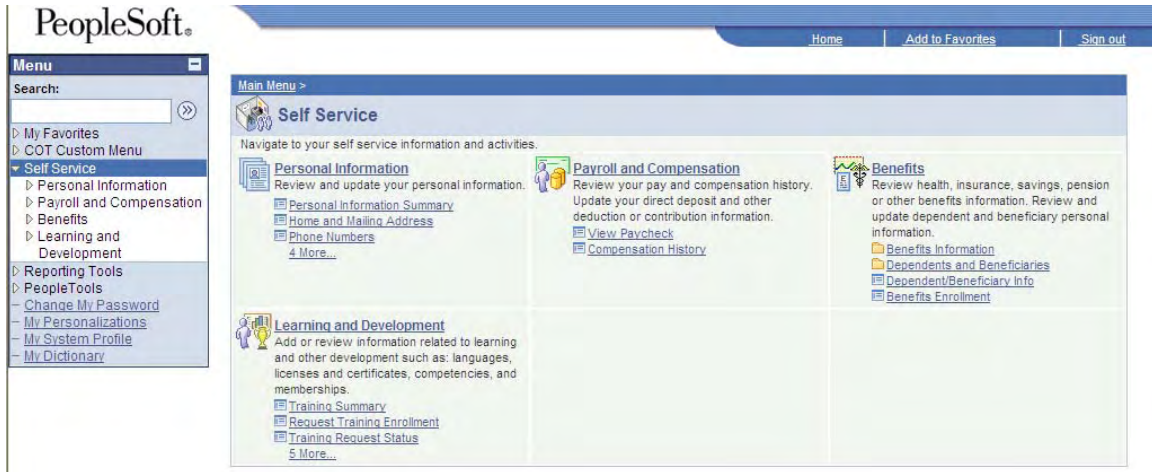 PeopleSoft®
Home
Add to Favorites
Sign out
Menu
Search:
My Favorites
COT Custom Menu
Self Service
Personal Information
Payroll and Compensation
Benefits
Learning and
Development
Reporting Tools
PeopleTools
Change My Password
My Personalizations
My System Profile
My Dictionary
Main Menu >
Self Service
Navigate to your self service information and activities.
Personal Information
Review and update your personal information.
Personal Information Summary
Home and Mailing Address
Phone Numbers
4 More...
Payroll and Compensation
Review your pay and compensation history.
Update your direct deposit and other
deduction or contribution information.
View Paycheck
Compensation History
Benefits
Review health, insurance, savings, pension
or other benefits information. Review and
update dependent and beneficiary personal
information.
Benefits Information
Dependents and Beneficiaries
Dependent/Beneficiary Info
Benefits Enrollment
Learning and Development
Add or review information related to learning
and other development such as: languages,
licenses and certificates, competencies, and
memberships.
Training Summary
Request Training Enrollment
Training Request Status
5 More...